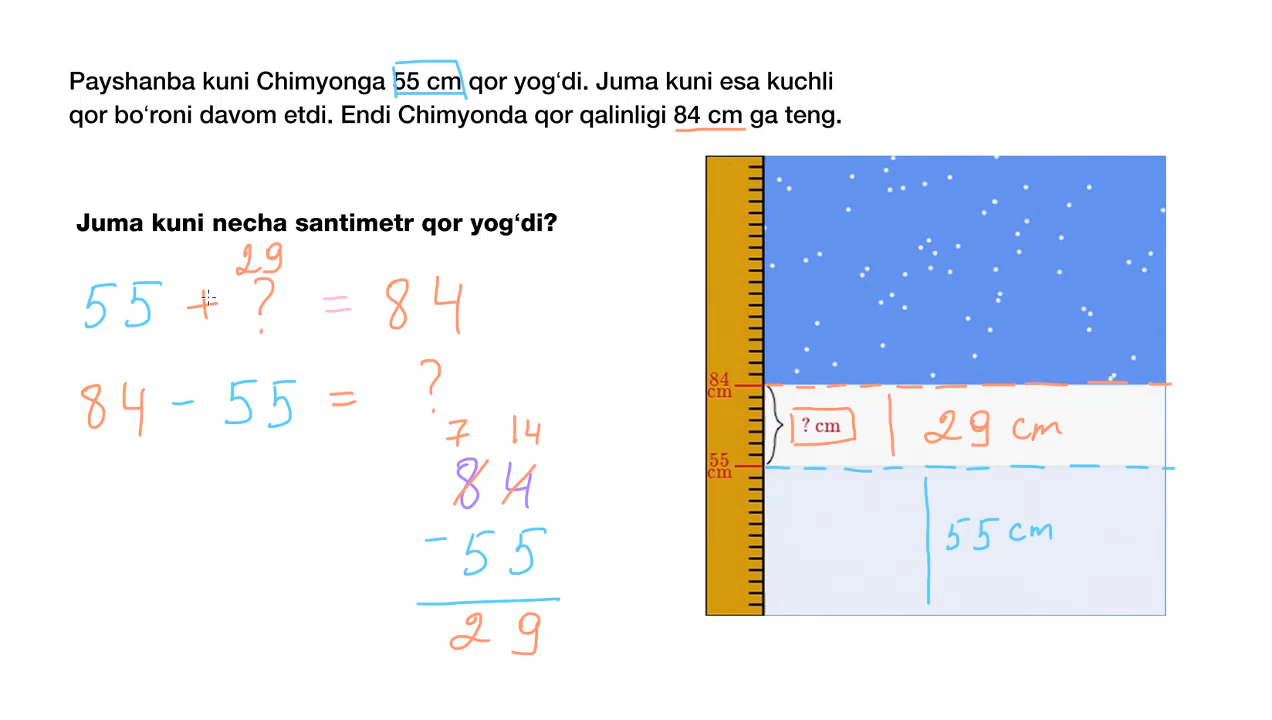 Payshanba kuni Chimyonga 55 cm qor yog‘di. Juma kuni esa kuchli
qor bo‘roni davom etdi. Endi Chimyonda qor qalinligi 84 cm ga teng.
Juma kuni necha santimetr qor yog‘di?
29
55 + ? = 84
84 - 55 = ?
7 14
84
- 55
29
84
cm
? cm
29 cm
55
cm
55 cm